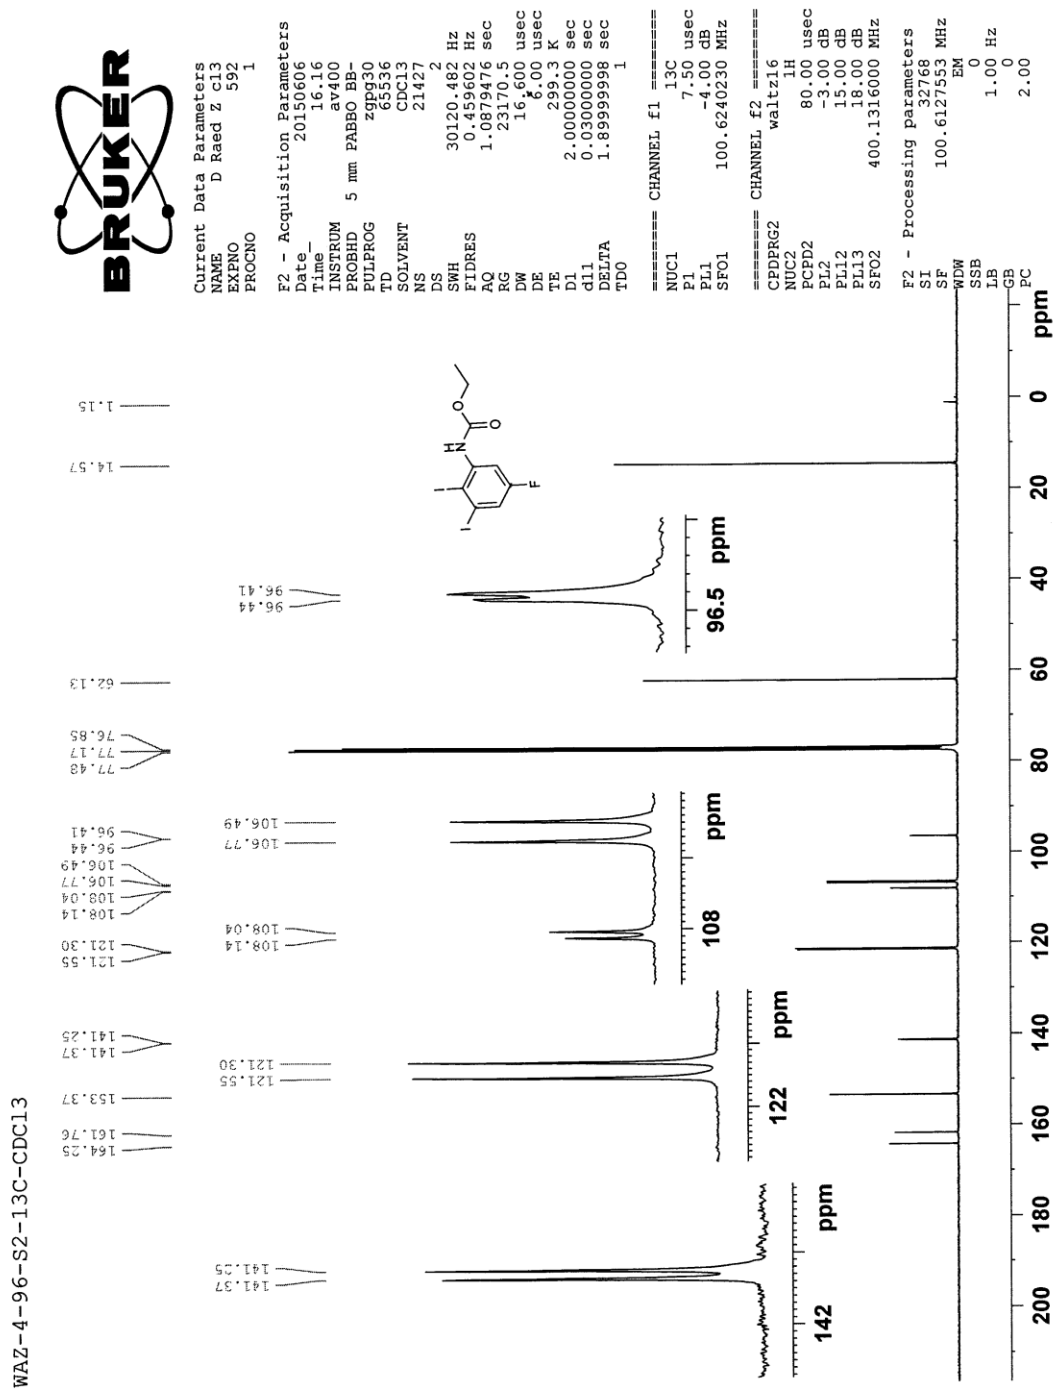 WAZ-4-96-S2-13C-CDCl3
BRUKER
Current Data Parameters
NAME D Raed Z c13
EXPNO 592
PROCNO 1
F2 - Acquisition Parameters
Date_ 20150606
Time 16.16
INSTRUM av400
PROBHD 5 mm PABBO BB-
PULPROG zgpg30
TD 65536
SOLVENT CDCl3
NS 21427
DS 2
SWH 30120.482 Hz
FIDRES 0.459602 Hz
AQ 1.0879476 sec
RG 23170.5
DW 16.600 usec
DE 6.00 usec
TE 299.3 K
D1 2.00000000 sec
d11 0.03000000 sec
DELTA 1.89999998 sec
TD0 1
======== CHANNEL f1 ========
NUC1 13C
P1 7.50 usec
PL1 -4.00 dB
SFO1 100.6240230 MHz
======== CHANNEL f2 ========
CPDPRG2 waltz16
NUC2 1H
PCPD2 80.00 usec
PL2 -3.00 dB
PL12 15.00 dB
PL13 18.00 dB
SFO2 400.1316000 MHz
F2 - Processing parameters
SI 32768
SF 100.6127553 MHz
WDW EM
SSB 0
LB 1.00 Hz
GB 0
PC 2.00
164.25
161.76
153.37
141.37
141.25
121.55
121.30
108.14
108.04
106.77
106.49
96.44
96.41
77.48
77.17
76.85
62.13
14.57
1.15
141.37
141.25
142 ppm
121.55
121.30
122 ppm
108.14
108.04
106.77
106.49
108 ppm
96.44
96.41
96.5 ppm
I
I
F
H
N
O
O
200 180 160 140 120 100 80 60 40 20 0 ppm